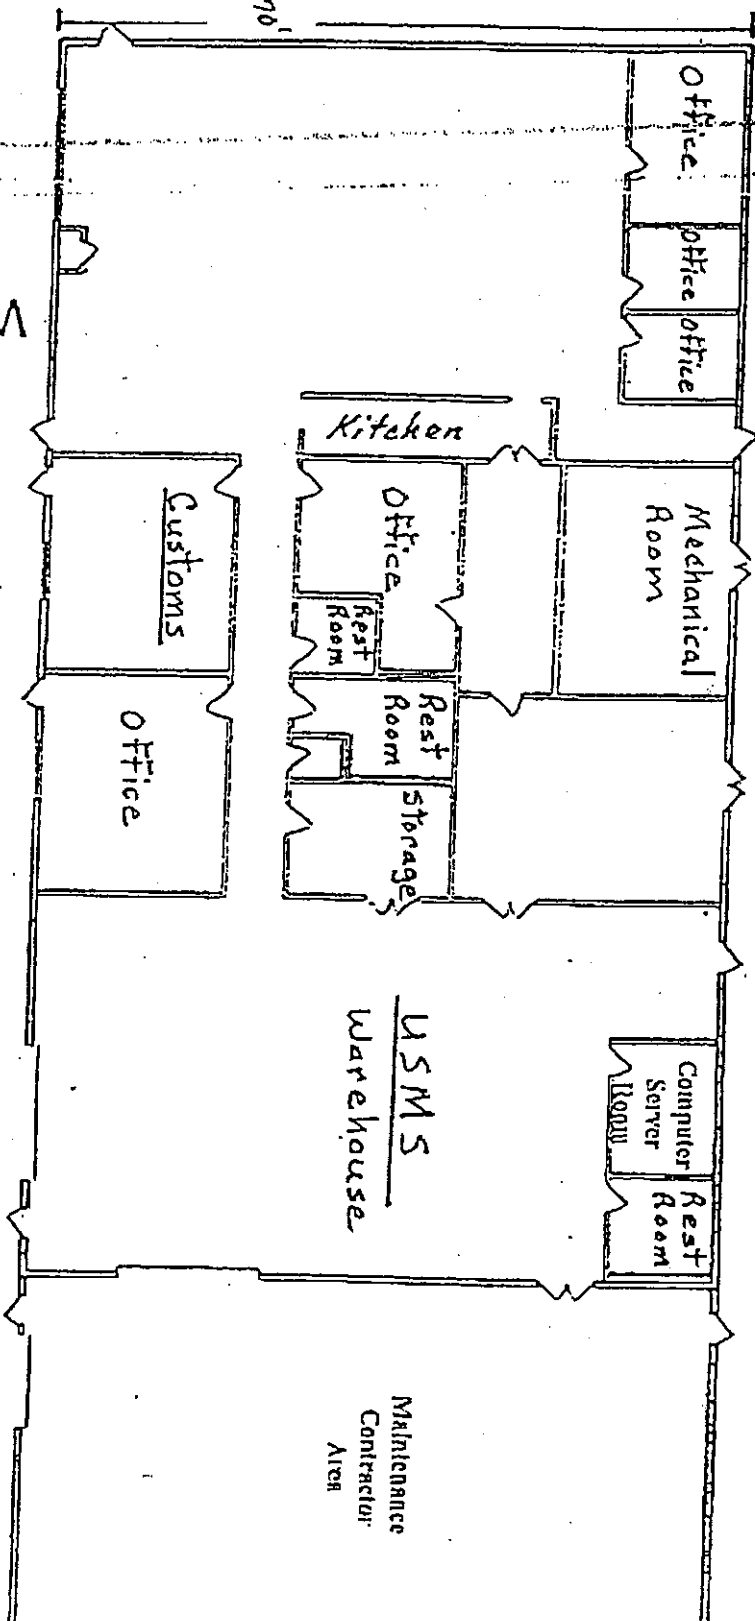 70'
Office
Office
Office
Kitchen
Mechanical
Room
Office
Rest
Room
Customs
Rest
Room
Office
Storage
USMS
Warehouse
Computer
Server
Room
Rest
Room
Maintenance
Contractor
Area